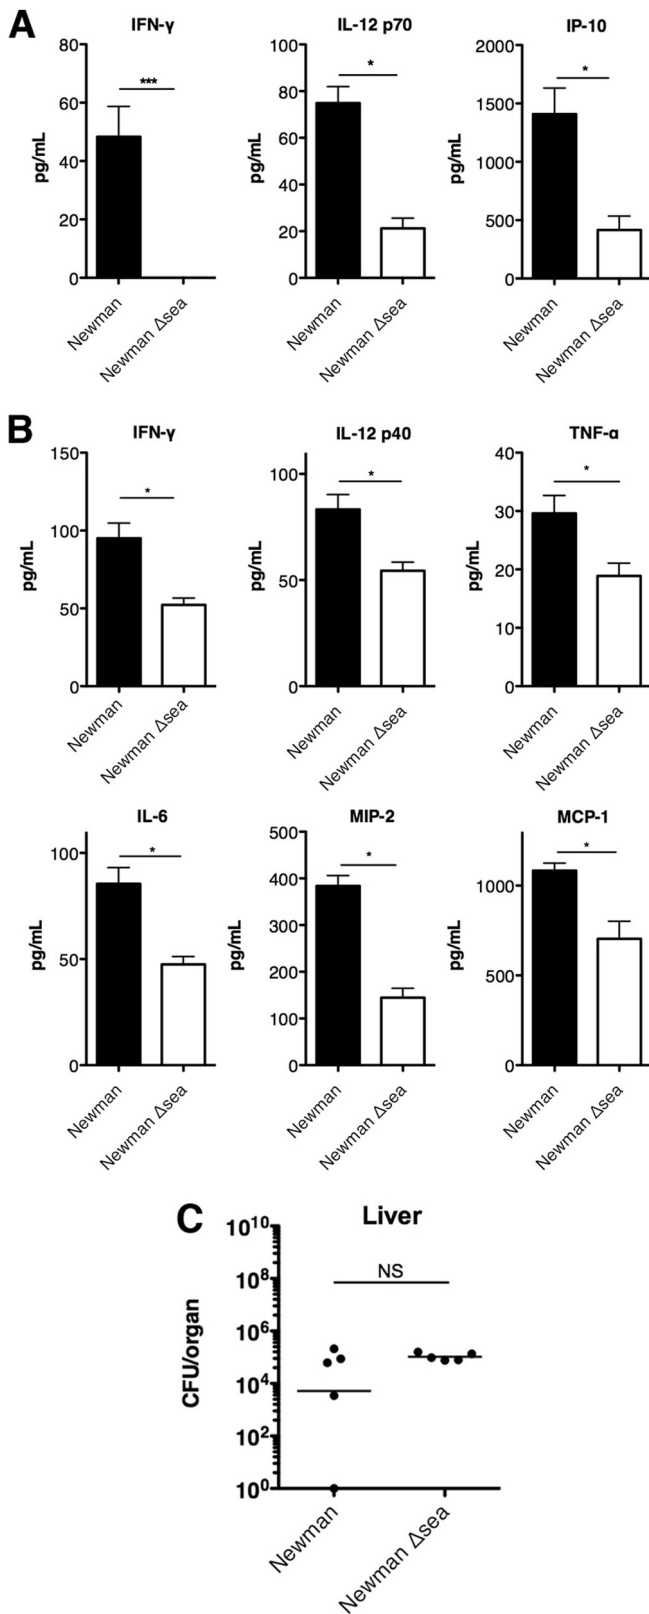 A
IFN-γ
IL-12 p70
IP-10
80
60
40
20
0
pg/mL
***
Newman
Newman Δsea
100
80
60
40
20
0
pg/mL
*
Newman
Newman Δsea
2000
1500
1000
500
0
pg/mL
*
Newman
Newman Δsea
B
IFN-γ
IL-12 p40
TNF-α
150
100
50
0
pg/mL
*
Newman
Newman Δsea
100
50
0
pg/mL
*
Newman
Newman Δsea
40
30
20
10
0
pg/mL
*
Newman
Newman Δsea
IL-6
MIP-2
MCP-1
100
50
0
pg/mL
*
Newman
Newman Δsea
500
400
300
200
100
0
pg/mL
*
Newman
Newman Δsea
1000
500
0
pg/mL
*
Newman
Newman Δsea
C
Liver
10¹⁰
10⁸
10⁶
10⁴
10²
10⁰
CFU/organ
NS
Newman
Newman Δsea